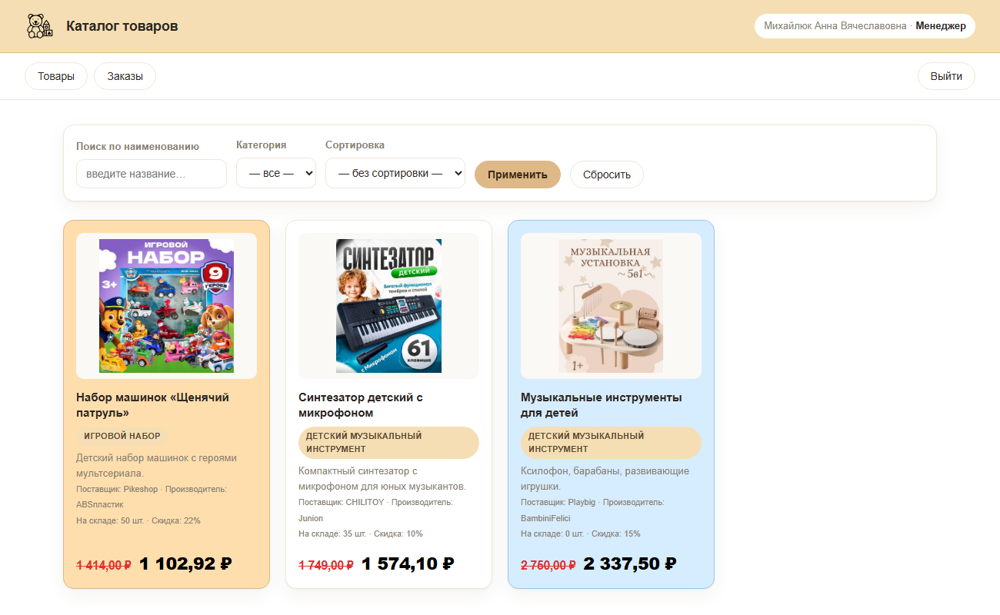 Каталог товаров
Михайлюк Анна Вячеславовна · Менеджер
Товары
Заказы
Выйти
Поиск по наименованию
Категория
Сортировка
введите название…
— все —
— без сортировки —
Применить
Сбросить
ИГРОВОЙ
НАБОР
9
ГЕРОЕВ
3+
Набор машинок «Щенячий
патруль»
ИГРОВОЙ НАБОР
Детский набор машинок с героями
мультсериала.
Поставщик: Pikeshop · Производитель:
ABSпластик
На складе: 50 шт. · Скидка: 22%
1 414,00 ₽ 1 102,92 ₽
СИНТЕЗАТОР
ДЕТСКИЙ
Богатый функционал
тембров и стилей
61
клавиша
с Микрофоном
Синтезатор детский с
микрофоном
ДЕТСКИЙ МУЗЫКАЛЬНЫЙ
ИНСТРУМЕНТ
Компактный синтезатор с
микрофоном для юных музыкантов.
Поставщик: CHILITOY · Производитель:
Junion
На складе: 35 шт. · Скидка: 10%
1 749,00 ₽ 1 574,10 ₽
МУЗЫКАЛЬНАЯ
УСТАНОВКА
5в1
1+
Музыкальные инструменты
для детей
ДЕТСКИЙ МУЗЫКАЛЬНЫЙ
ИНСТРУМЕНТ
Ксилофон, барабаны, развивающие
игрушки.
Поставщик: Playbig · Производитель:
BambiniFelici
На складе: 0 шт. · Скидка: 15%
2 750,00 ₽ 2 337,50 ₽